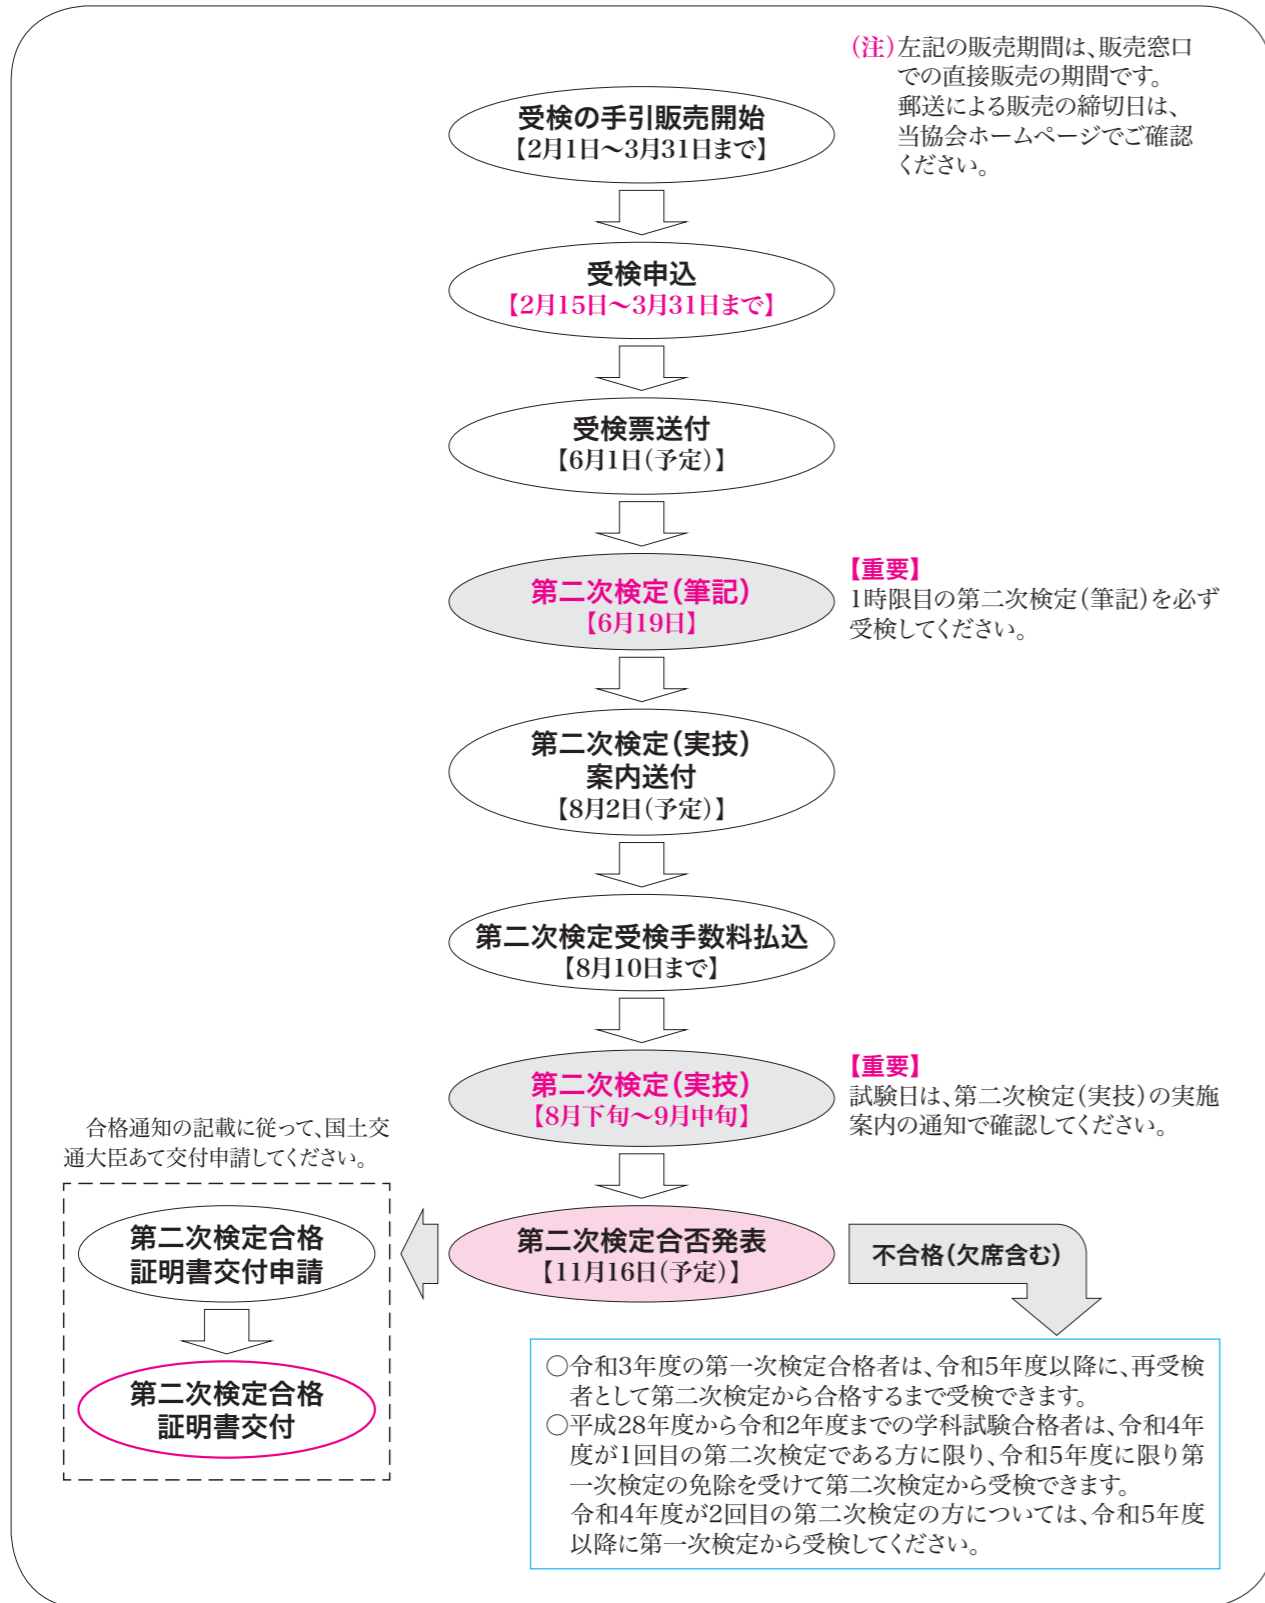 (注)左記の販売期間は、販売窓口
での直接販売の期間です。
郵送による販売の締切日は、
当協会ホームページでご確認
ください。
受検の手引販売開始
【2月1日〜3月31日まで】
受検申込
【2月15日〜3月31日まで】
受検票送付
【6月1日(予定)】
第二次検定(筆記)
【6月19日】
【重要】
1時限目の第二次検定(筆記)を必ず
受検してください。
第二次検定(実技)
案内送付
【8月2日(予定)】
第二次検定受検手数料払込
【8月10日まで】
第二次検定(実技)
【8月下旬〜9月中旬】
【重要】
試験日は、第二次検定(実技)の実施
案内の通知で確認してください。
合格通知の記載に従って、国土交
通大臣あて交付申請してください。
第二次検定合否発表
【11月16日(予定)】
第二次検定合格
証明書交付申請
第二次検定合格
証明書交付
不合格(欠席含む)
○令和3年度の第一次検定合格者は、令和5年度以降に、再受検
者として第二次検定から合格するまで受検できます。
○平成28年度から令和2年度までの学科試験合格者は、令和4年
度が1回目の第二次検定である方に限り、令和5年度に限り第
一次検定の免除を受けて第二次検定から受検できます。
令和4年度が2回目の第二次検定の方については、令和5年度
以降に第一次検定から受検してください。